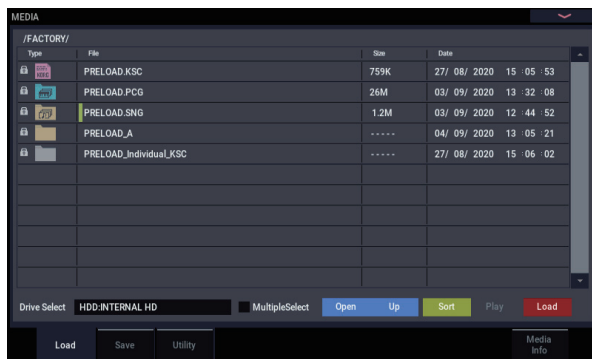 MEDIA
/FACTORY/
Type File Size Date
PRELOAD.KSC 759K 27/ 08/ 2020 15 :05 :53
PRELOAD.PCG 26M 03/ 09/ 2020 13 :32 :08
PRELOAD.SNG 1.2M 03/ 09/ 2020 12 :44 :52
PRELOAD_A ----- 04/ 09/ 2020 13 :05 :21
PRELOAD_Individual_KSC ----- 27/ 08/ 2020 15 :06 :02
Drive Select HDD:INTERNAL HD MultipleSelect Open Up Sort Play Load
Load Save Utility Media Info